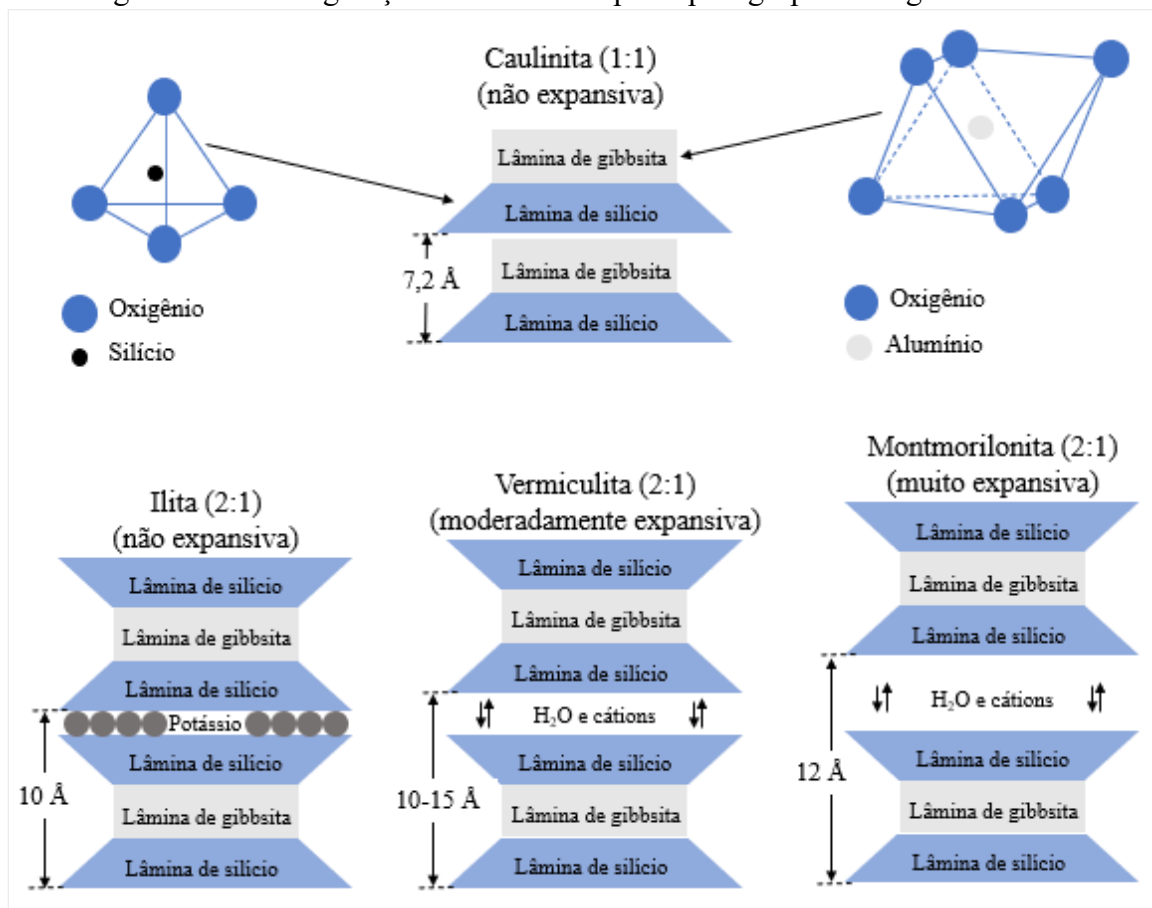 Caulinita (1:1)
(não expansiva)
Lâmina de gibbsita
Lâmina de silício
Lâmina de gibbsita
Lâmina de silício
7,2 Å
Oxigênio
Silício
Oxigênio
Alumínio
Ilita (2:1)
(não expansiva)
Lâmina de silício
Lâmina de gibbsita
Lâmina de silício
Potássio
Lâmina de silício
Lâmina de gibbsita
Lâmina de silício
10 Å
Vermiculita (2:1)
(moderadamente expansiva)
Lâmina de silício
Lâmina de gibbsita
Lâmina de silício
H₂O e cátions
Lâmina de silício
Lâmina de gibbsita
Lâmina de silício
10-15 Å
Montmorilonita (2:1)
(muito expansiva)
Lâmina de silício
Lâmina de gibbsita
Lâmina de silício
H₂O e cátions
Lâmina de silício
Lâmina de gibbsita
Lâmina de silício
12 Å